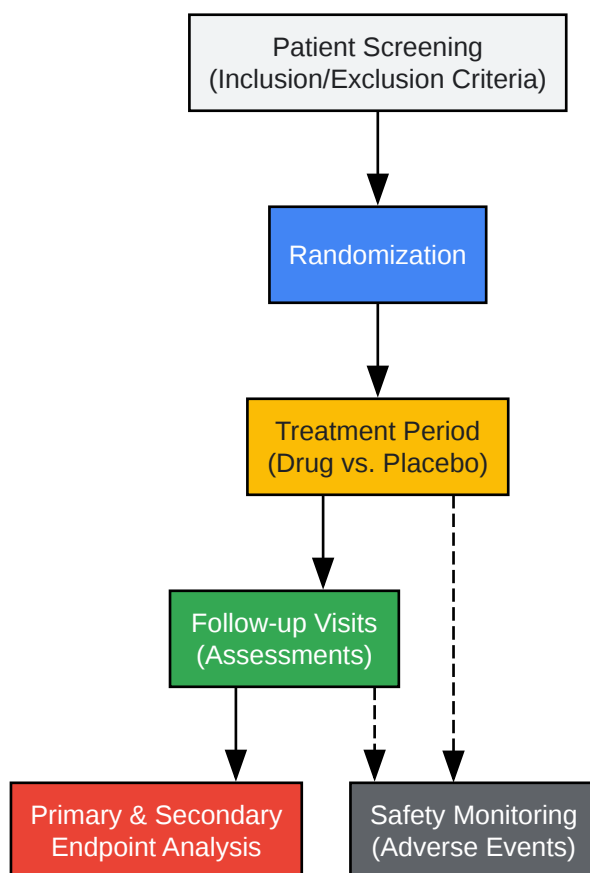 Patient Screening
(Inclusion/Exclusion Criteria)
Randomization
Treatment Period
(Drug vs. Placebo)
Follow-up Visits
(Assessments)
Primary & Secondary
Endpoint Analysis
Safety Monitoring
(Adverse Events)